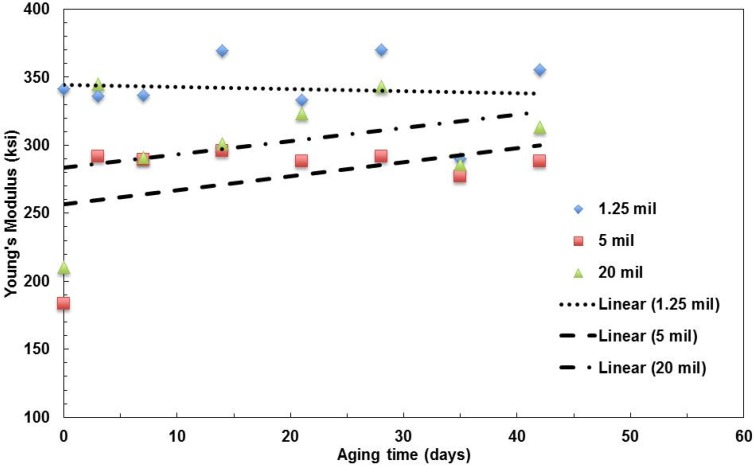 400
350
300
250
200
150
100
Young's Modulus (ksi)
1.25 mil
5 mil
20 mil
Linear (1.25 mil)
Linear (5 mil)
Linear (20 mil)
0 10 20 30 40 50 60
Aging time (days)